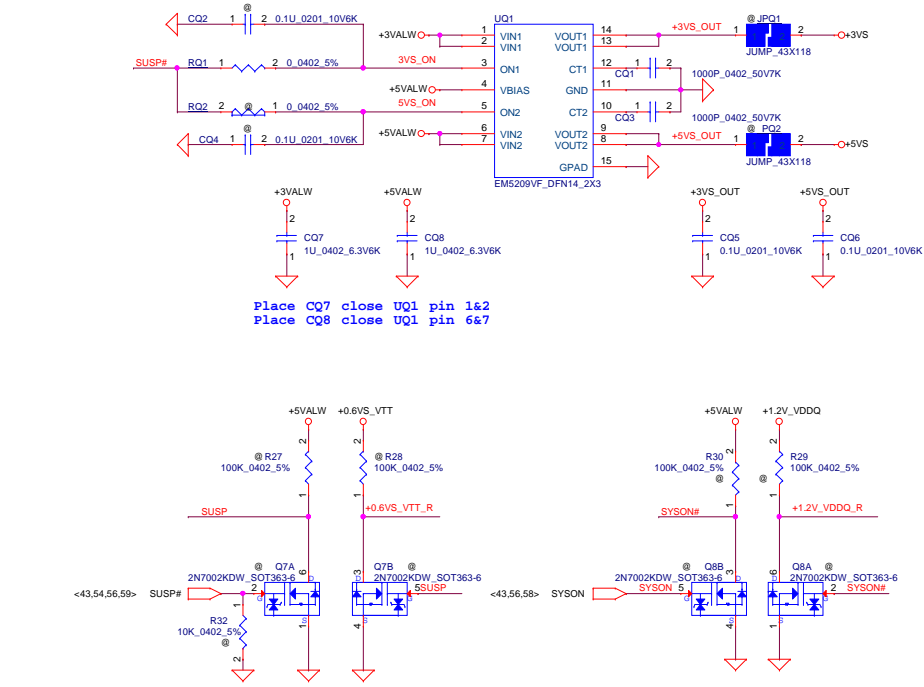 CQ2 1 @ 2 0.1U_0201_10V6K
SUSP# RQ1 1 2 0_0402_5% 3VS_ON
RQ2 2 @ 1 0_0402_5% 5VS_ON
CQ4 1 @ 2 0.1U_0201_10V6K
UQ1
+3VALW 1 VIN1 VOUT1 14 +3VS_OUT
2 VIN1 VOUT1 13
3 ON1 CT1 12
+5VALW 4 VBIAS GND 11
5 ON2 CT2 10
+5VALW 6 VIN2 VOUT2 9
7 VIN2 VOUT2 8 +5VS_OUT
GPAD 15
EM5209VF_DFN14_2X3
CQ1 1 2 1000P_0402_50V7K
CQ3 1 2 1000P_0402_50V7K
@ JPQ1
1 2 +3VS
JUMP_43X118
@ PQ2
1 2 +5VS
JUMP_43X118
+3VALW
2
CQ7
1U_0402_6.3V6K
1
+5VALW
2
CQ8
1U_0402_6.3V6K
1
+3VS_OUT
2
CQ5
0.1U_0201_10V6K
1
+5VS_OUT
2
CQ6
0.1U_0201_10V6K
1
Place CQ7 close UQ1 pin 1&2
Place CQ8 close UQ1 pin 6&7
+5VALW
2
@ R27
100K_0402_5%
1
SUSP
+0.6VS_VTT
2
@ R28
100K_0402_5%
1
+0.6VS_VTT_R
6 D
@
Q7A
2N7002KDW_SOT363-6
<43,54,56,59> SUSP# 2 G
S 1
1
R32
10K_0402_5%
@
2
3 D
Q7B @
2N7002KDW_SOT363-6
5 SUSP
G
S 4
+5VALW
2
R30
100K_0402_5%
@
1
SYSON#
+1.2V_VDDQ
2
R29
100K_0402_5%
@
1
+1.2V_VDDQ_R
3 D
Q8B
@
2N7002KDW_SOT363-6
<43,56,58> SYSON SYSON 5 G
S 4
6 D
Q8A @
2N7002KDW_SOT363-6
2 SYSON#
G
S 1